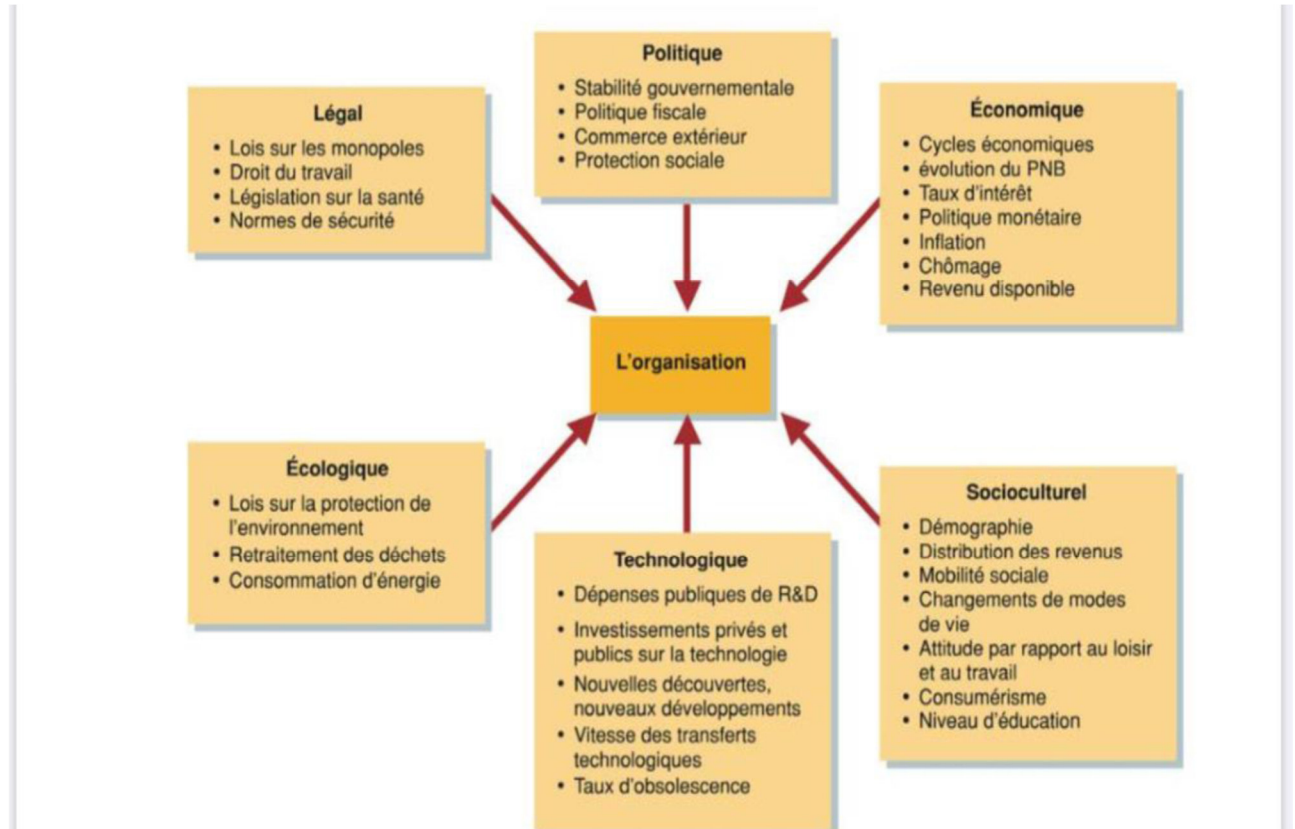 Politique
• Stabilité gouvernementale
• Politique fiscale
• Commerce extérieur
• Protection sociale
Légal
• Lois sur les monopoles
• Droit du travail
• Législation sur la santé
• Normes de sécurité
Économique
• Cycles économiques
• évolution du PNB
• Taux d'intérêt
• Politique monétaire
• Inflation
• Chômage
• Revenu disponible
L'organisation
Écologique
• Lois sur la protection de
l'environnement
• Retraitement des déchets
• Consommation d'énergie
Technologique
• Dépenses publiques de R&D
• Investissements privés et
publics sur la technologie
• Nouvelles découvertes,
nouveaux développements
• Vitesse des transferts
technologiques
• Taux d'obsolescence
Socioculturel
• Démographie
• Distribution des revenus
• Mobilité sociale
• Changements de modes
de vie
• Attitude par rapport au loisir
et au travail
• Consumérisme
• Niveau d'éducation